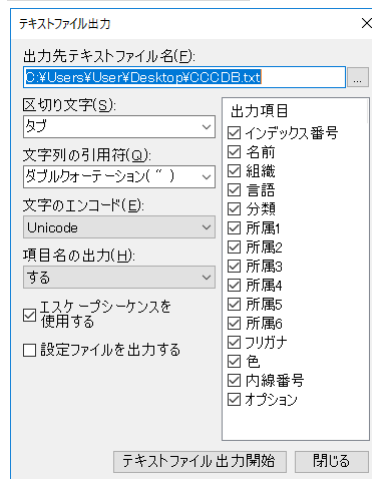 テキストファイル出力
出力先テキストファイル名(F):
C:¥Users¥User¥Desktop¥CCCDB.txt
...
区切り文字(S):
タブ
文字列の引用符(Q):
ダブルクォーテーション( ″ )
文字のエンコード(E):
Unicode
項目名の出力(H):
する
エスケープシーケンスを
使用する
設定ファイルを出力する
出力項目
インデックス番号
名前
組織
言語
分類
所属1
所属2
所属3
所属4
所属5
所属6
フリガナ
色
内線番号
オプション
テキストファイル出力開始
閉じる